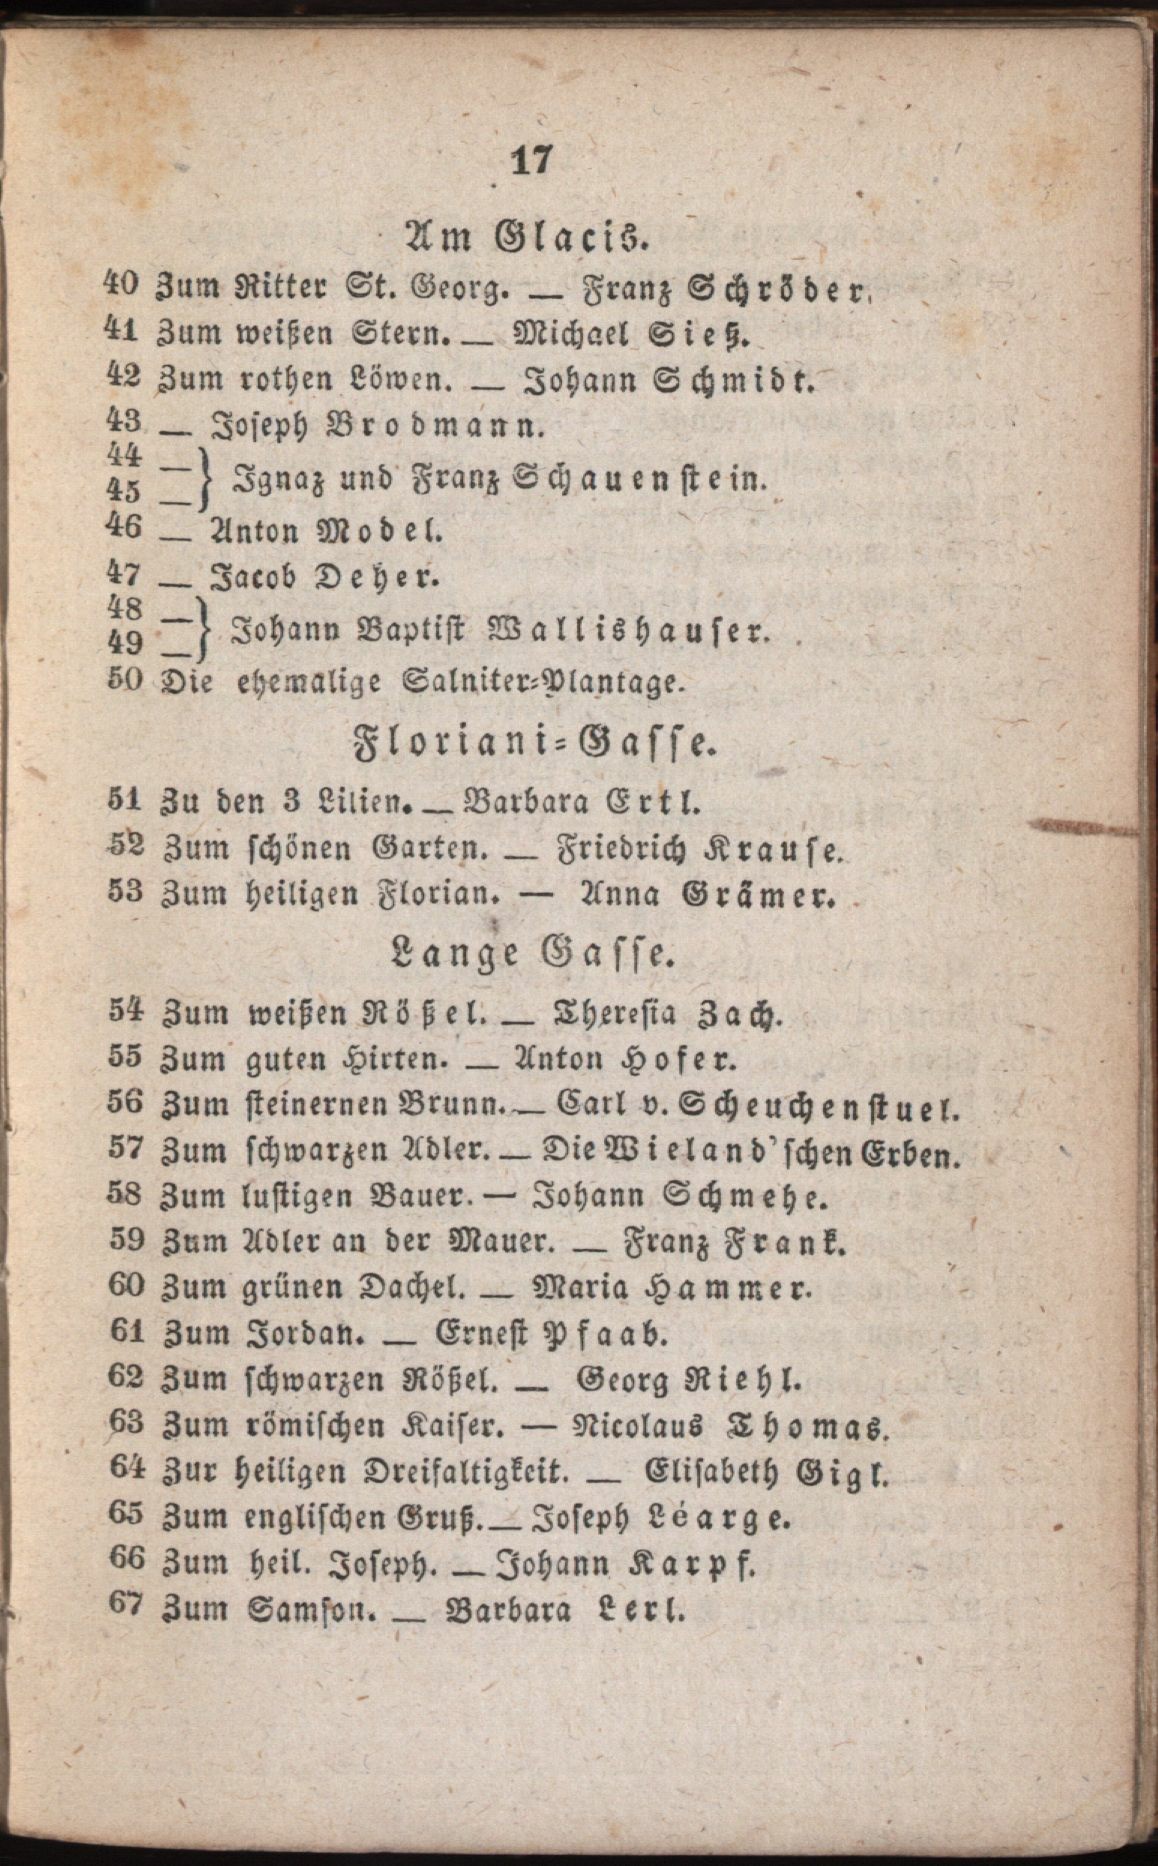 17
Am Glacis.
40 Zum Ritter St. Georg. — Franz Schröder.
41 Zum weißen Stern. — Michael Sieß.
42 Zum rothen Löwen. — Johann Schmidt.
43 — Joseph Brodmann.
44 —
45 — } Ignaz und Franz Schauenstein.
46 — Anton Model.
47 — Jacob Deher.
48 —
49 — } Johann Baptist Wallishauser.
50 Die ehemalige Salniter-Plantage.
Floriani-Gasse.
51 Zu den 3 Lilien. — Barbara Ertl.
52 Zum schönen Garten. — Friedrich Krause.
53 Zum heiligen Florian. — Anna Grämer.
Lange Gasse.
54 Zum weißen Rößel. — Theresia Zach.
55 Zum guten Hirten. — Anton Hofer.
56 Zum steinernen Brunn. — Carl v. Scheuchenstuel.
57 Zum schwarzen Adler. — Die Wieland'schen Erben.
58 Zum lustigen Bauer. — Johann Schmehe.
59 Zum Adler an der Mauer. — Franz Frank.
60 Zum grünen Dachel. — Maria Hammer.
61 Zum Jordan. — Ernest Pfaab.
62 Zum schwarzen Rößel. — Georg Riehl.
63 Zum römischen Kaiser. — Nicolaus Thomas.
64 Zur heiligen Dreifaltigkeit. — Elisabeth Gigl.
65 Zum englischen Gruß. — Joseph Léarge.
66 Zum heil. Joseph. — Johann Karpf.
67 Zum Samson. — Barbara Lerl.